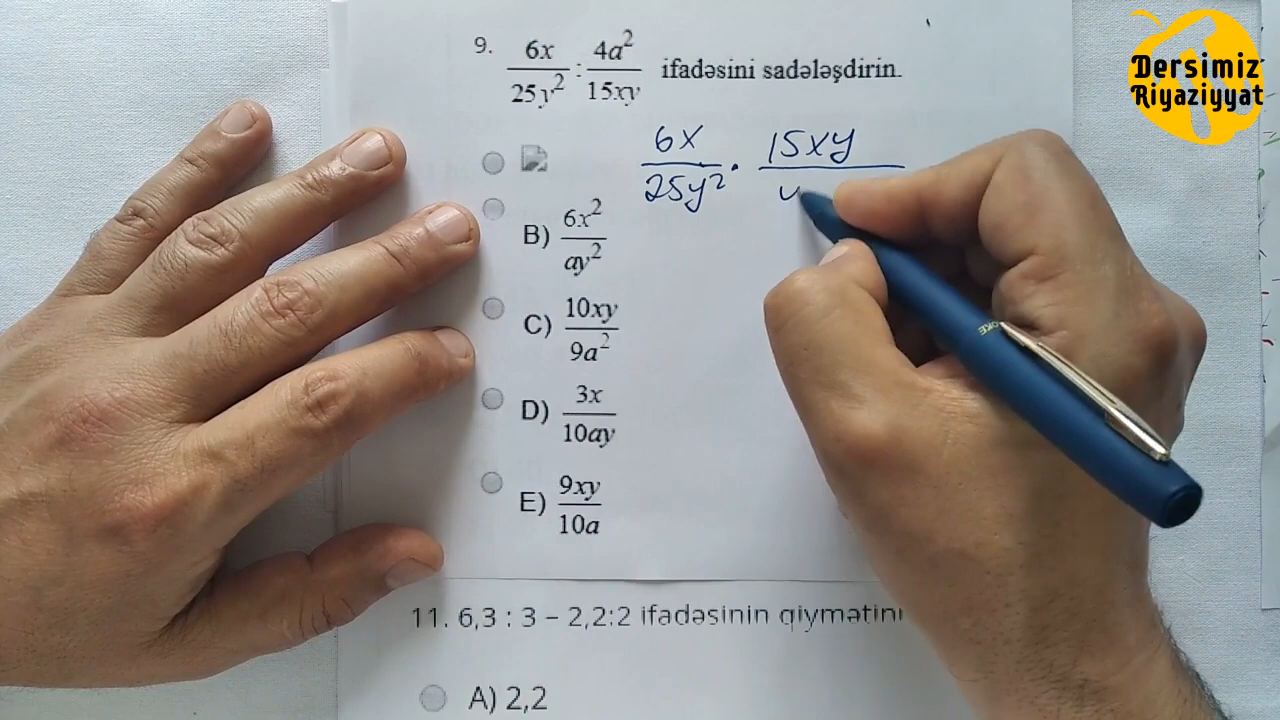 Dersimiz
Riyaziyyat
9. 6x/25y² : 4a²/15xy ifadəsini sadələşdirin.
6x/25y² · 15xy
B) 6x²/ay²
C) 10xy/9a²
D) 3x/10ay
E) 9xy/10a
11. 6,3 : 3 – 2,2:2 ifadəsinin qiymətini
A) 2,2